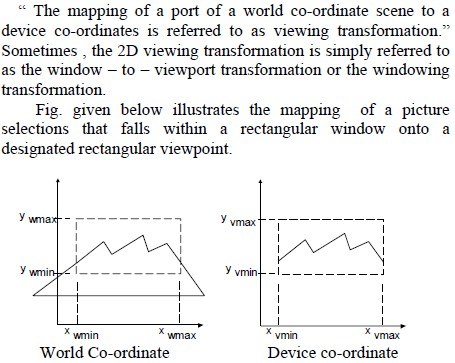 “ The mapping of a port of a world co-ordinate scene to a
device co-ordinates is referred to as viewing transformation.”
Sometimes , the 2D viewing transformation is simply referred to
as the window – to – viewport transformation or the windowing
transformation.
Fig. given below illustrates the mapping of a picture
selections that falls within a rectangular window onto a
designated rectangular viewpoint.
y wmax
y wmin
x wmin
x wmax
World Co-ordinate
y vmax
y vmin
x vmin
x vmax
Device co-ordinate